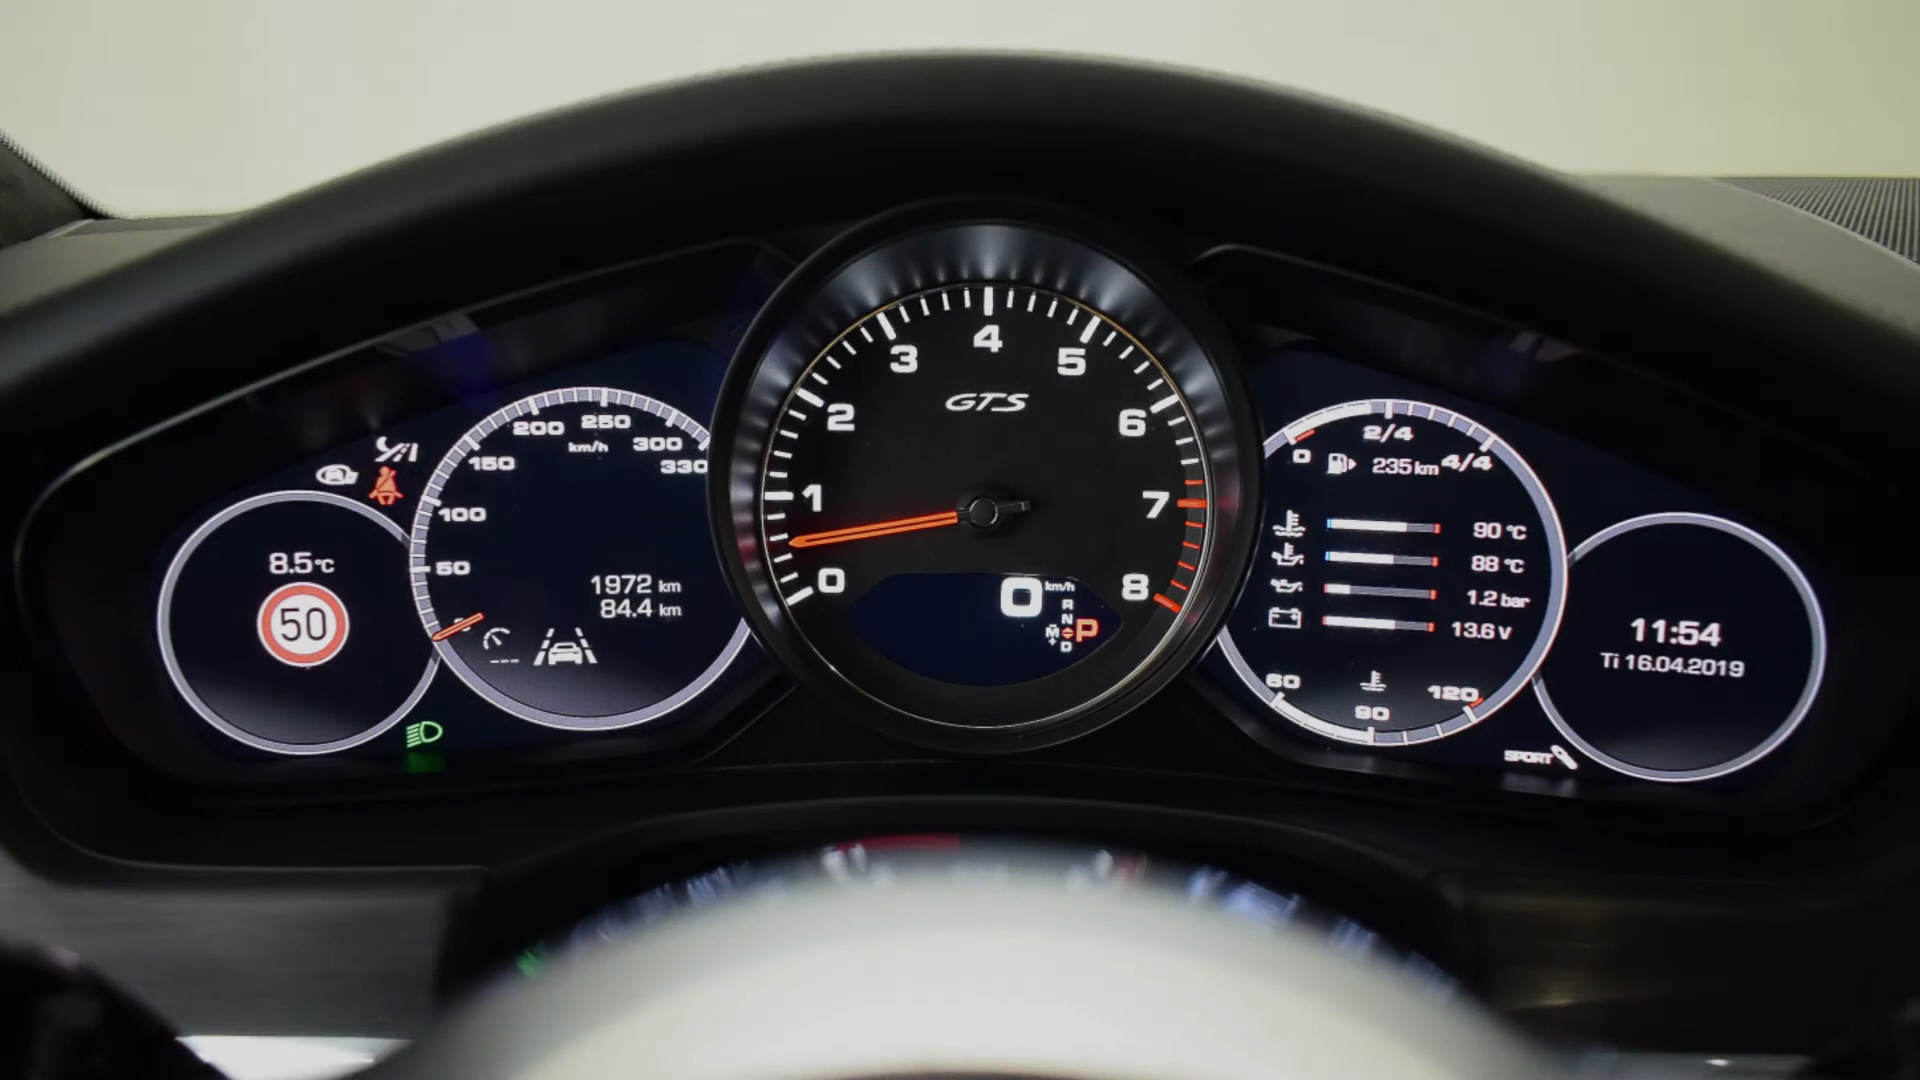 8.5°C
50
50
100
150
200
250
300
330
km/h
1972 km
84.4 km
0
1
2
3
4
5
6
7
8
GTS
0 km/h
R
N
D
M
+
P
0
2/4
4/4
235 km
90 °C
88 °C
1.2 bar
13.6 V
60
90
120
SPORT
11:54
Ti 16.04.2019